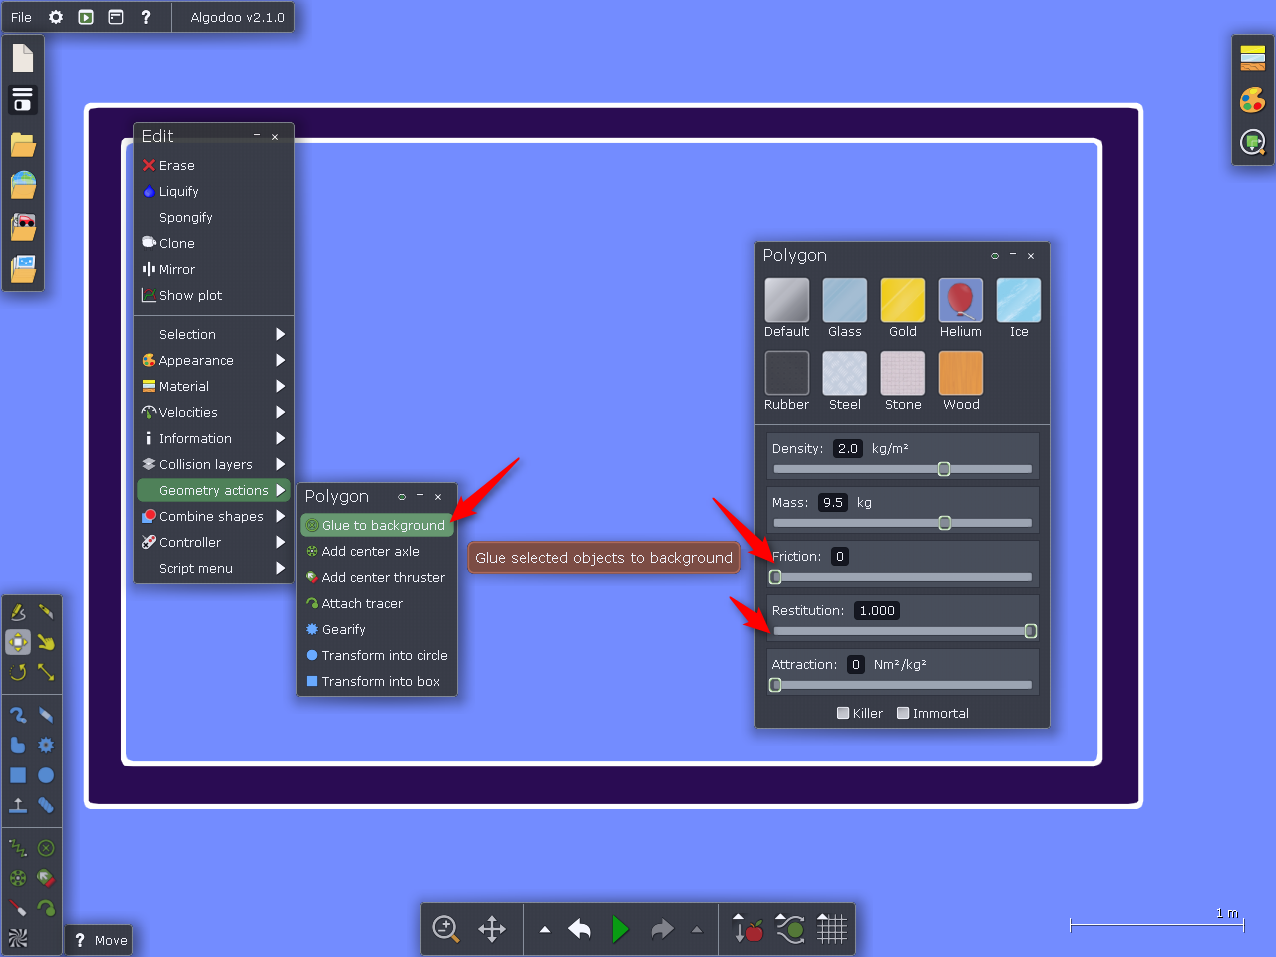 File ? Algodoo v2.1.0
Edit
Erase
Liquify
Spongify
Clone
Mirror
Show plot
Selection
Appearance
Material
Velocities
Information
Collision layers
Geometry actions
Combine shapes
Controller
Script menu
Polygon
Glue to background
Add center axle
Add center thruster
Attach tracer
Gearify
Transform into circle
Transform into box
Glue selected objects to background
Polygon
Default Glass Gold Helium Ice
Rubber Steel Stone Wood
Density: 2.0 kg/m²
Mass: 9.5 kg
Friction: 0
Restitution: 1.000
Attraction: 0 Nm²/kg²
Killer Immortal
? Move
1 m